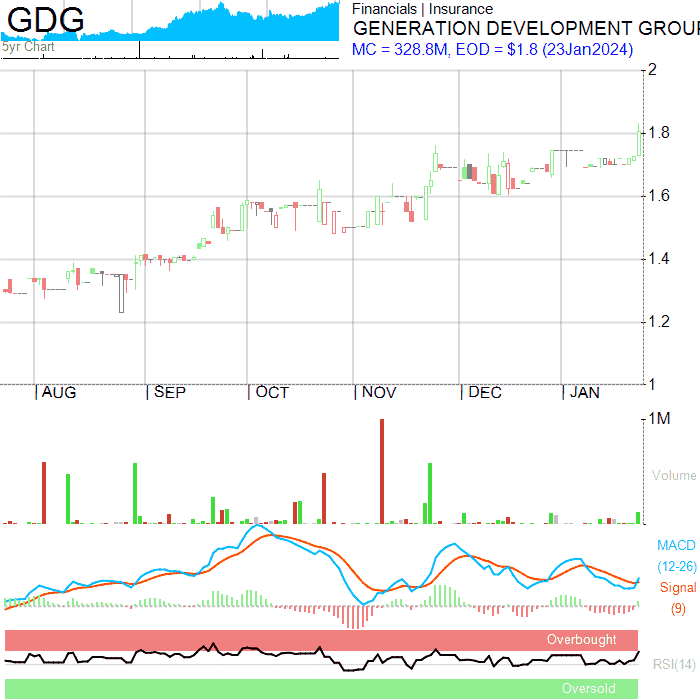 GDG
5yr Chart
Financials | Insurance
GENERATION DEVELOPMENT GROU
MC = 328.8M, EOD = $1.8 (23Jan2024)
2
1.8
1.6
1.4
1.2
1
AUG SEP OCT NOV DEC JAN
1M
Volume
MACD
(12-26)
Signal
(9)
Overbought
RSI(14)
Oversold